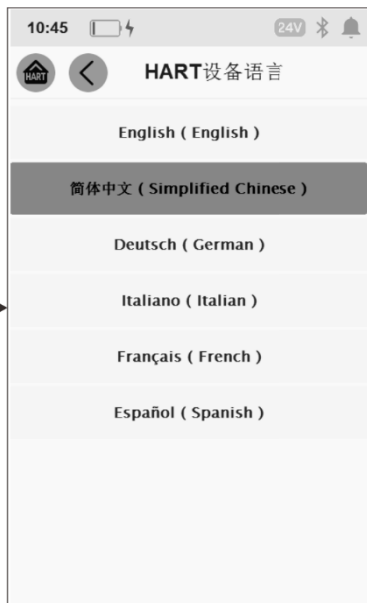 10:45
24V
HART
HART设备语言
English ( English )
简体中文 ( Simplified Chinese )
Deutsch ( German )
Italiano ( Italian )
Français ( French )
Español ( Spanish )